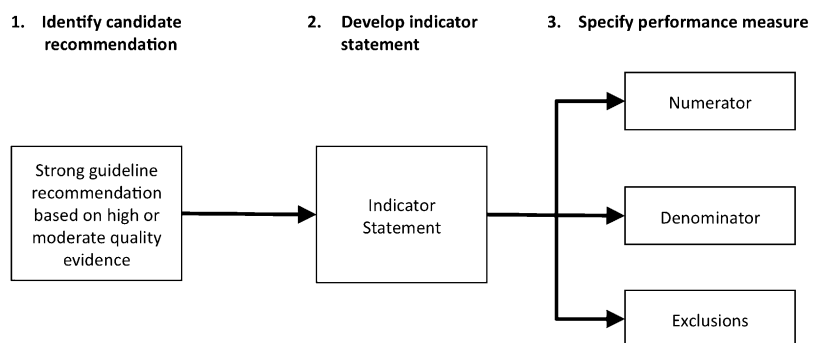 1. Identify candidate
recommendation
2. Develop indicator
statement
3. Specify performance measure
Strong guideline
recommendation
based on high or
moderate quality
evidence
Indicator
Statement
Numerator
Denominator
Exclusions